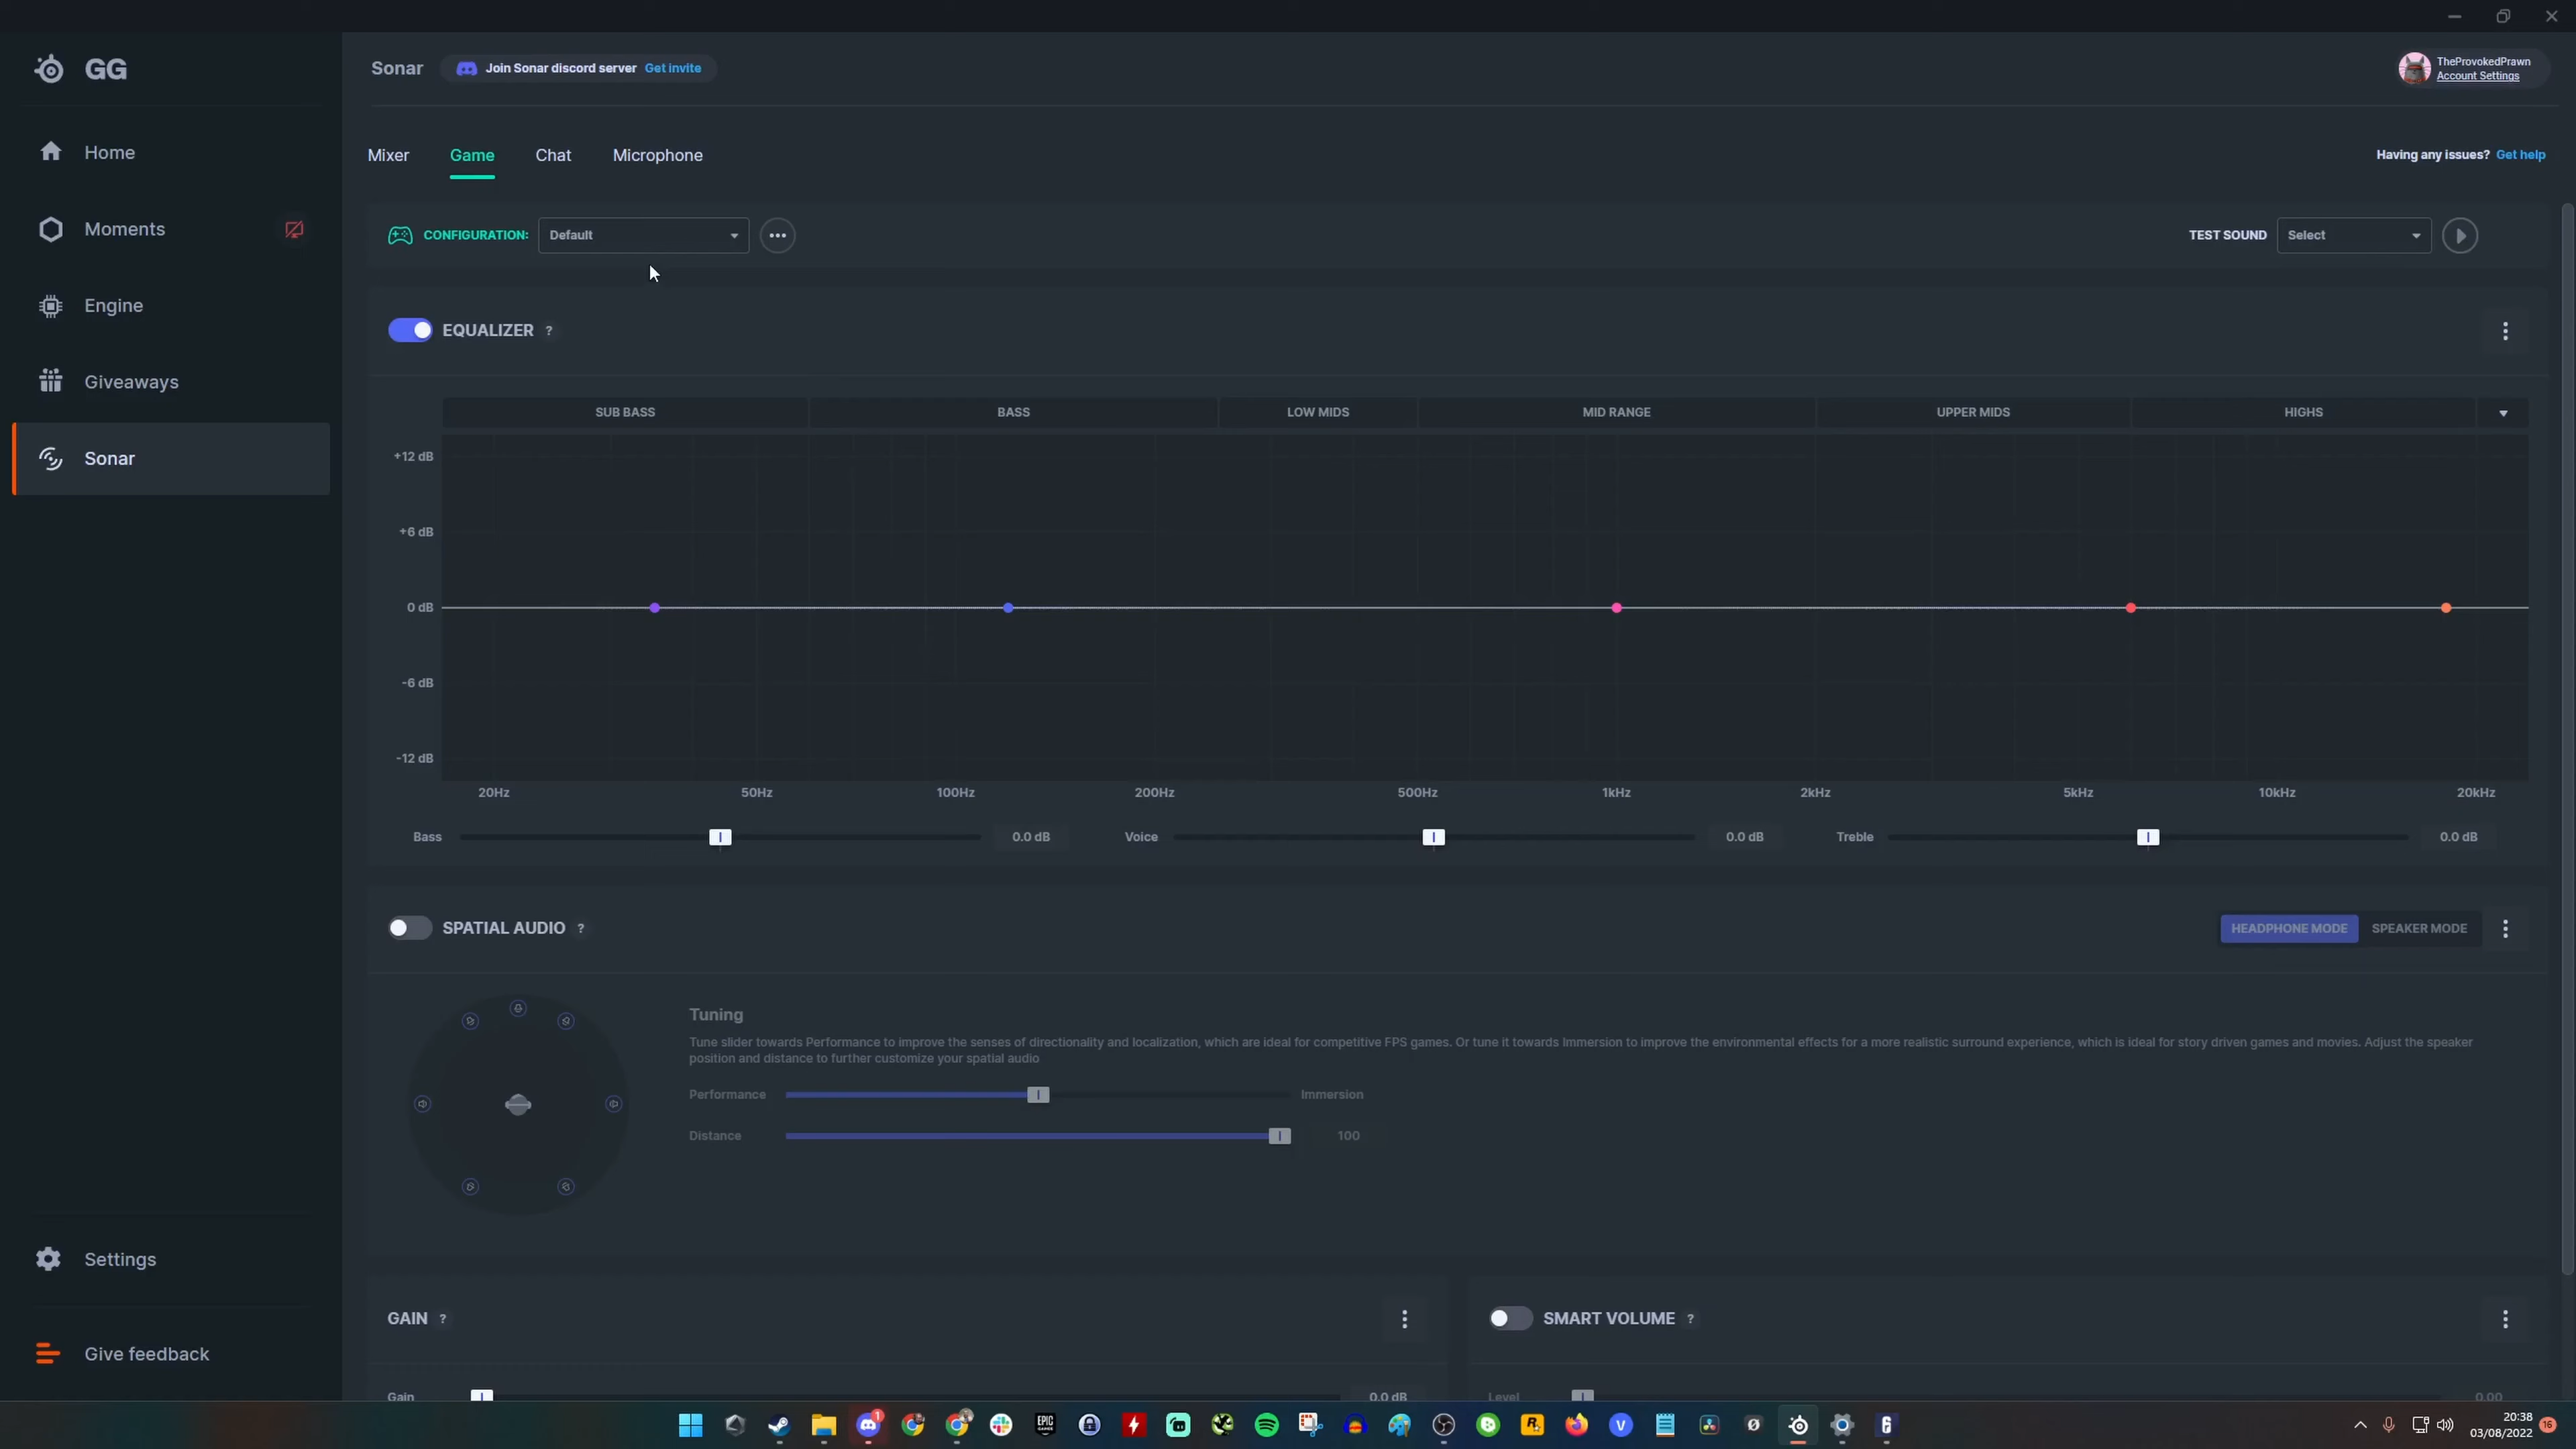 GG
Home
Moments
Engine
Giveaways
Sonar
Settings
Give feedback
Sonar
Join Sonar discord server Get invite
TheProvokedPrawn
Account Settings
Mixer Game Chat Microphone
Having any issues? Get help
CONFIGURATION: Default
TEST SOUND Select
EQUALIZER ?
SUB BASS BASS LOW MIDS MID RANGE UPPER MIDS HIGHS
+12 dB
+6 dB
0 dB
-6 dB
-12 dB
20Hz 50Hz 100Hz 200Hz 500Hz 1kHz 2kHz 5kHz 10kHz 20kHz
Bass 0.0 dB Voice 0.0 dB Treble 0.0 dB
SPATIAL AUDIO ?
HEADPHONE MODE SPEAKER MODE
Tuning
Tune slider towards Performance to improve the senses of directionality and localization, which are ideal for competitive FPS games. Or tune it towards Immersion to improve the environmental effects for a more realistic surround experience, which is ideal for story driven games and movies. Adjust the speaker
position and distance to further customize your spatial audio
Performance Immersion
Distance 100
GAIN ?
SMART VOLUME ?
Gain 0.0 dB
Level 0.00
EPIC GAMES
1
20:38
03/08/2022
16